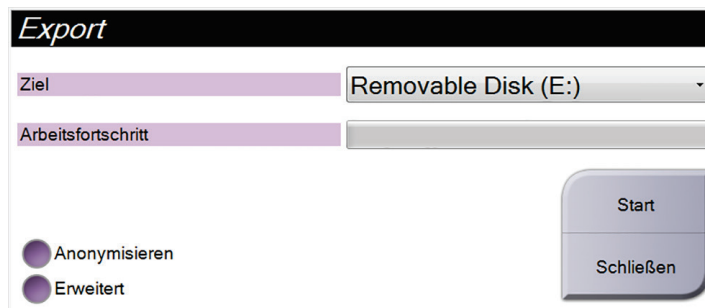 Export
Ziel
Removable Disk (E:)
Arbeitsfortschritt
Start
Anonymisieren
Schließen
Erweitert